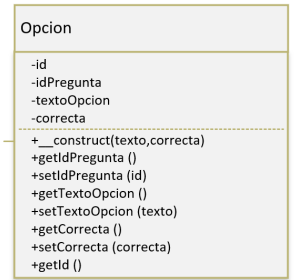 Opcion
-id
-idPregunta
-textoOpcion
-correcta
+__construct(texto,correcta)
+getIdPregunta ()
+setIdPregunta (id)
+getTextoOpcion ()
+setTextoOpcion (texto)
+getCorrecta ()
+setCorrecta (correcta)
+getId ()